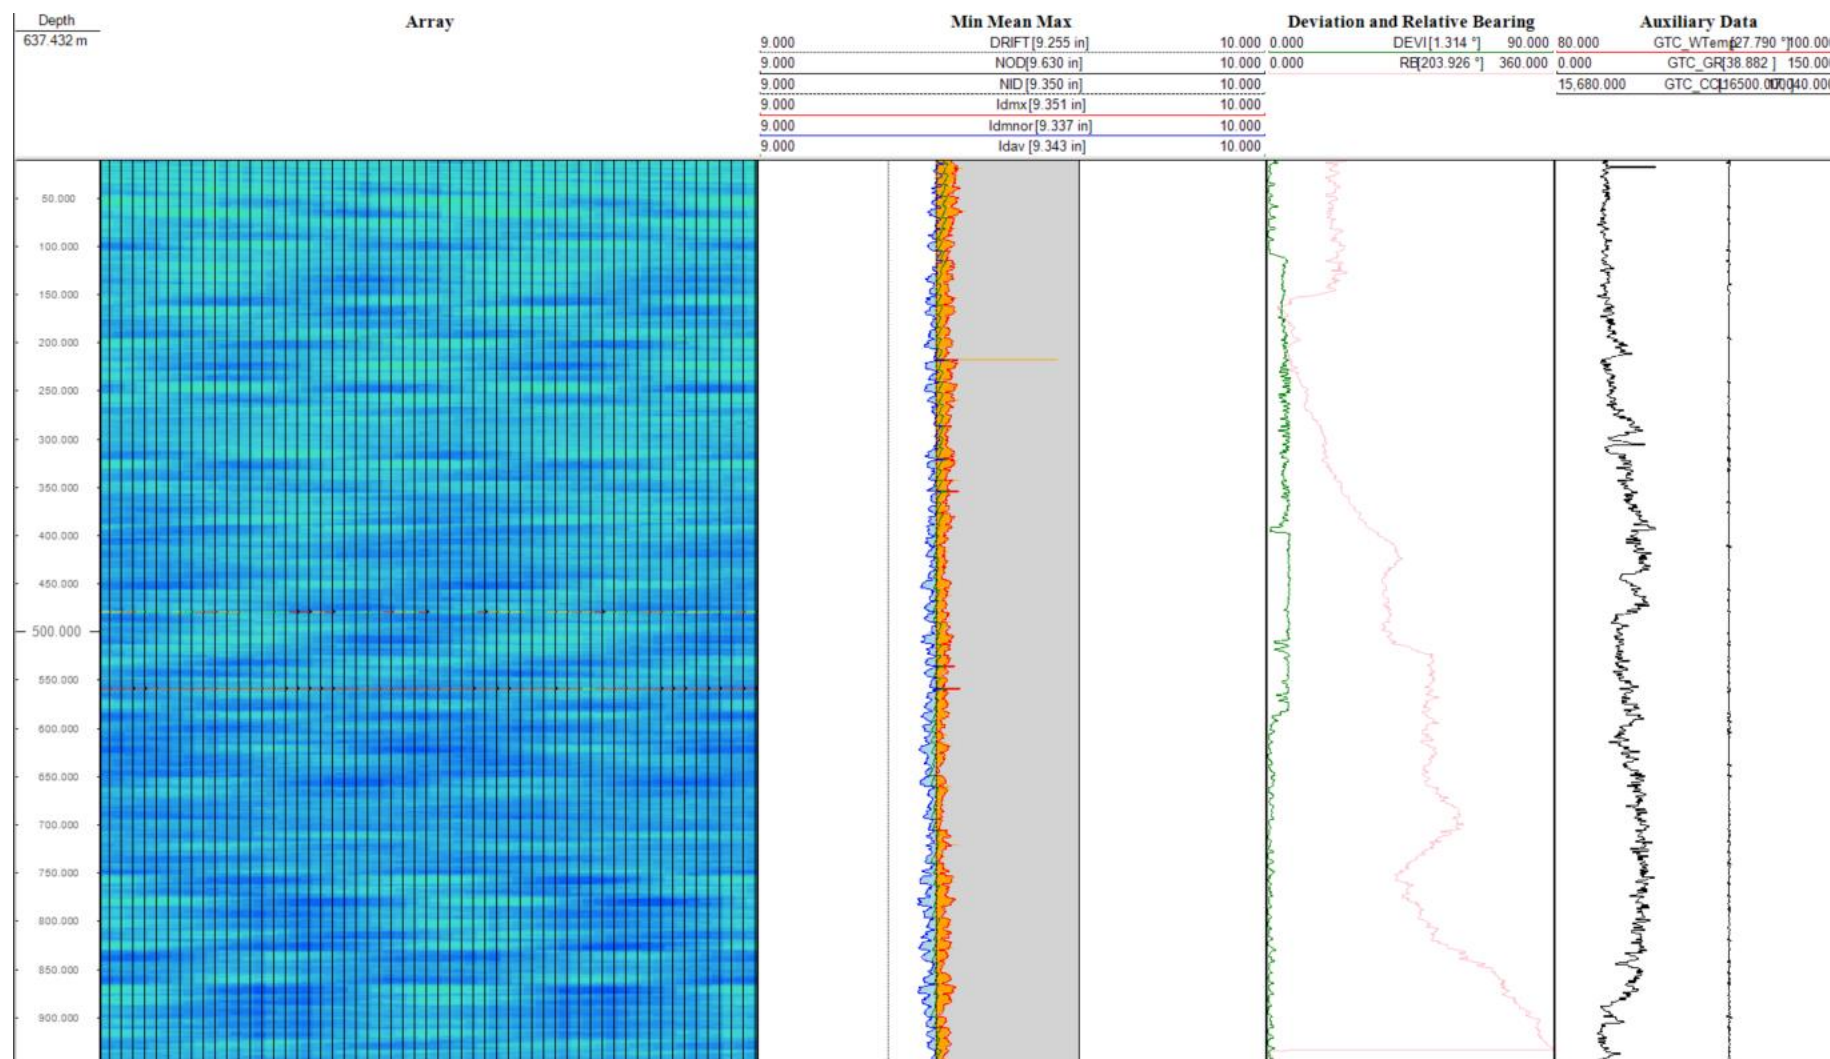 Depth
637.432 m
Array
Min Mean Max
9.000 DRIFT[9.255 in] 10.000
9.000 NOD[9.630 in] 10.000
9.000 NID[9.350 in] 10.000
9.000 Idmx[9.351 in] 10.000
9.000 Idmnor[9.337 in] 10.000
9.000 Idav [9.343 in] 10.000
Deviation and Relative Bearing
0.000 DEVI[1.314 °] 90.000
0.000 RB[203.926 °] 360.000
Auxiliary Data
80.000 GTC_WTemp[27.790 °] 100.000
0.000 GTC_GR[38.882 ] 150.000
15,680.000
50.000
100.000
150.000
200.000
250.000
300.000
350.000
400.000
450.000
500.000
550.000
600.000
650.000
700.000
750.000
800.000
850.000
900.000